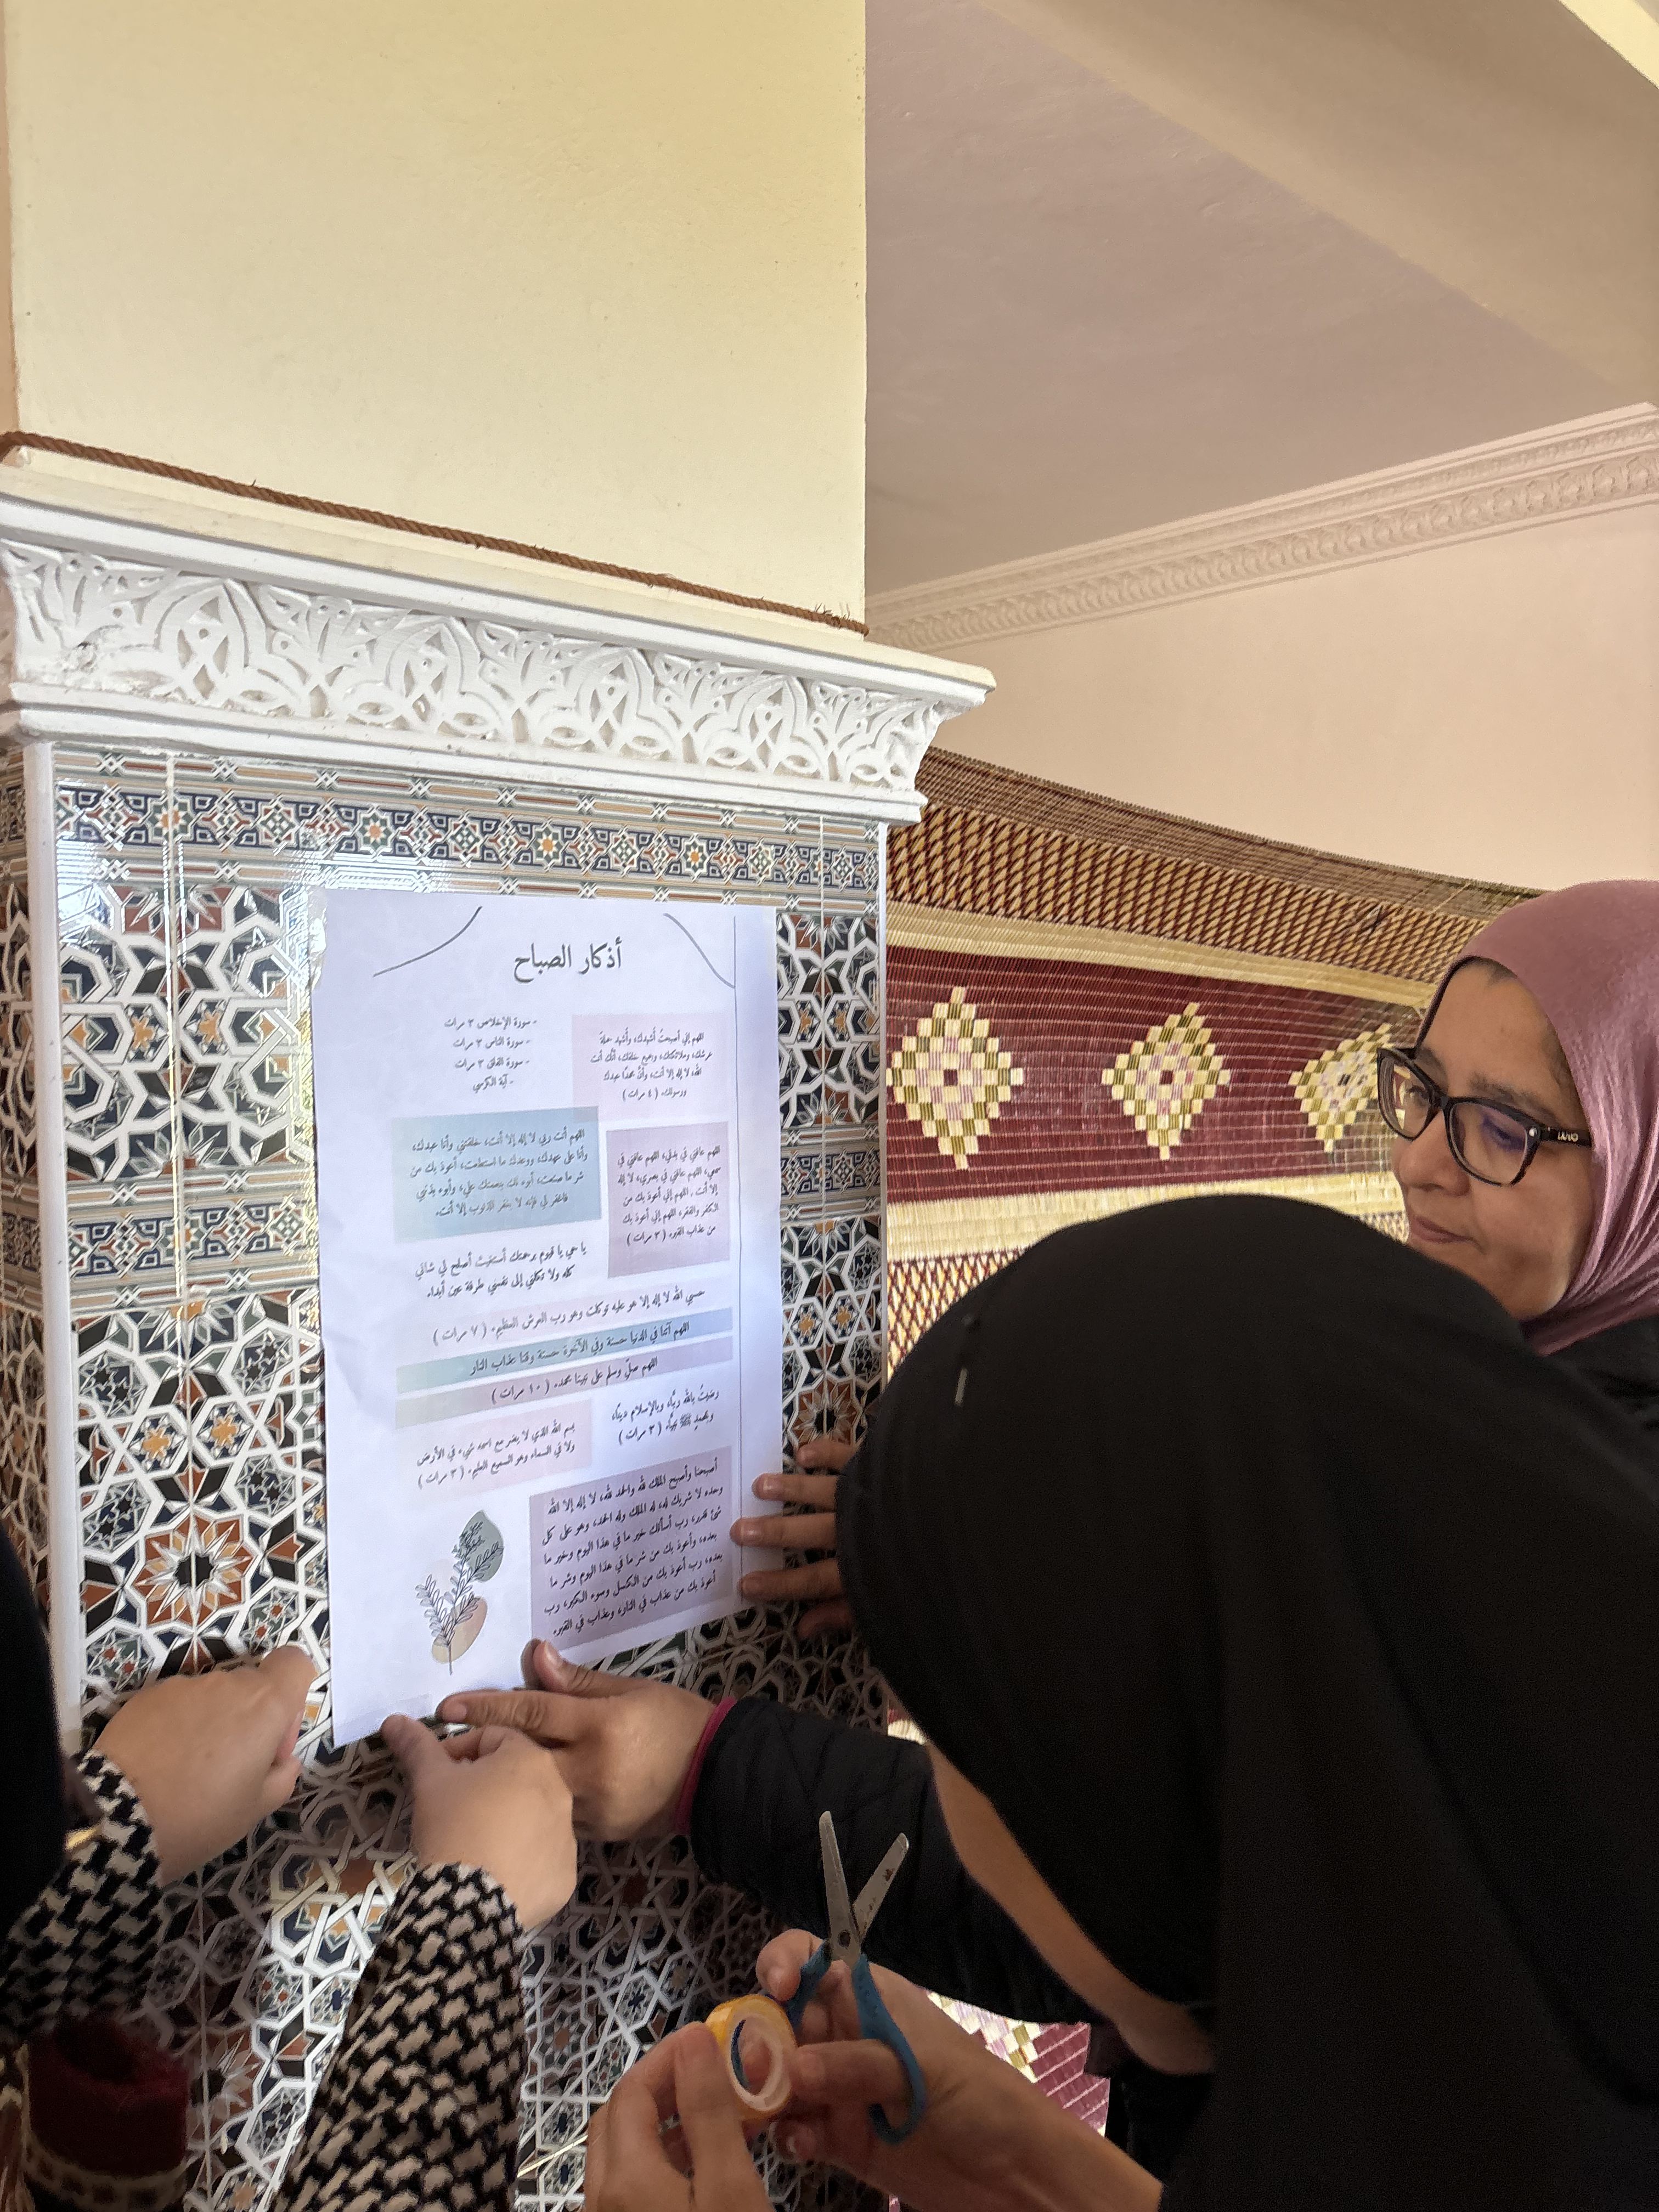 أذكار الصباح
- سورة الإخلاص ٣ مرات
- سورة الناس ٣ مرات
- سورة الفلق ٣ مرات
- آية الكرسي
اللهم إني أصبحتُ أُشهدك، وأُشهد حملة
عرشك، وملائكتك، وجميع خلقك، أنّك أنت
الله، لا إله إلا أنت، وأنّ محمدًا عبدك
ورسولك. ( ٤ مرات )
اللهم أنت ربي لا إله إلا أنت، خلقتني وأنا عبدك،
وأنا على عهدك، ووعدك ما استطعت، أعوذ بك من
شر ما صنعت، أبوء لك بنعمتك علي، وأبوء بذنبي
فاغفر لي فإنه لا يغفر الذنوب إلا أنت.
اللهم عافني في بدني، اللهم عافني في
سمعي، اللهم عافني في بصري، لا إله
إلا أنت . اللهم إني أعوذ بك من
الكفر والفقر، اللهم إني أعوذ بك
من عذاب القبر. ( ٣ مرات )
يا حي يا قيوم برحمتك أستغيث أصلح لي شأني
كله ولا تكلني إلى نفسي طرفة عين أبداً.
حسبي الله لا إله إلا هو عليه توكلت وهو رب العرش العظيم. ( ٧ مرات )
اللهم آتنا في الدنيا حسنة وفي الآخرة حسنة وقنا عذاب النار
اللهم صلّ وسلم على نبينا محمد. ( ١٠ مرات )
رضيتُ بالله ربًّا، وبالإسلام دينًا،
وبمحمدٍ ﷺ نبيًّا. ( ٣ مرات )
بسم الله الذي لا يضر مع اسمه شيء في الأرض
ولا في السماء وهو السميع العليم. ( ٣ مرات )
أصبحنا وأصبح الملك لله والحمد لله، لا إله إلا الله
وحده لا شريك له، له الملك وله الحمد، وهو على كل
شئ قدير، رب أسألك خير ما في هذا اليوم وخير ما
بعده، وأعوذ بك من شر ما في هذا اليوم وشر ما
بعده، رب أعوذ بك من الكسل وسوء الكبر، رب
أعوذ بك من عذاب في النار، وعذاب في القبر.